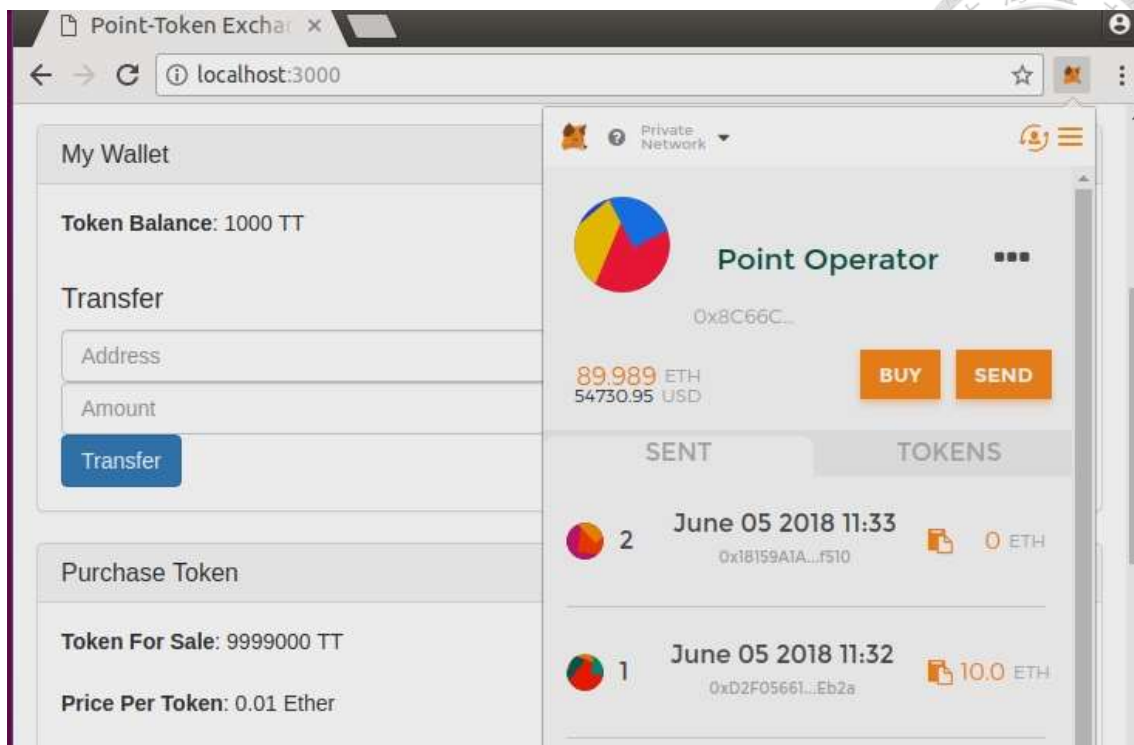 Point-Token Excha
localhost:3000
My Wallet
Token Balance: 1000 TT
Transfer
Address
Amount
Transfer
Purchase Token
Token For Sale: 9999000 TT
Price Per Token: 0.01 Ether
Private
Network
Point Operator
0x8C66C...
89.989 ETH
54730.95 USD
BUY
SEND
SENT
TOKENS
2
June 05 2018 11:33
0x18159A1A...f510
0 ETH
1
June 05 2018 11:32
0xD2F05661...Eb2a
10.0 ETH